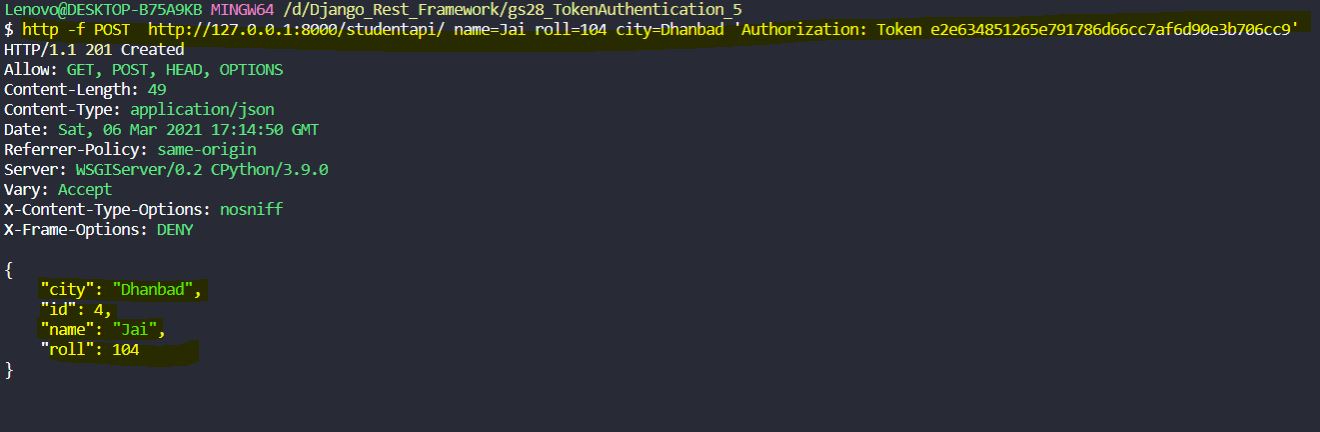 Lenovo@DESKTOP-B75A9KB MINGW64 /d/Django_Rest_Framework/gs28_TokenAuthentication_5
$ http -f POST  http://127.0.0.1:8000/studentapi/ name=Jai roll=104 city=Dhanbad 'Authorization: Token e2e634851265e791786d66cc7af6d90e3b706cc9'
HTTP/1.1 201 Created
Allow: GET, POST, HEAD, OPTIONS
Content-Length: 49
Content-Type: application/json
Date: Sat, 06 Mar 2021 17:14:50 GMT
Referrer-Policy: same-origin
Server: WSGIServer/0.2 CPython/3.9.0
Vary: Accept
X-Content-Type-Options: nosniff
X-Frame-Options: DENY

{
    "city": "Dhanbad",
    "id": 4,
    "name": "Jai",
    "roll": 104
}